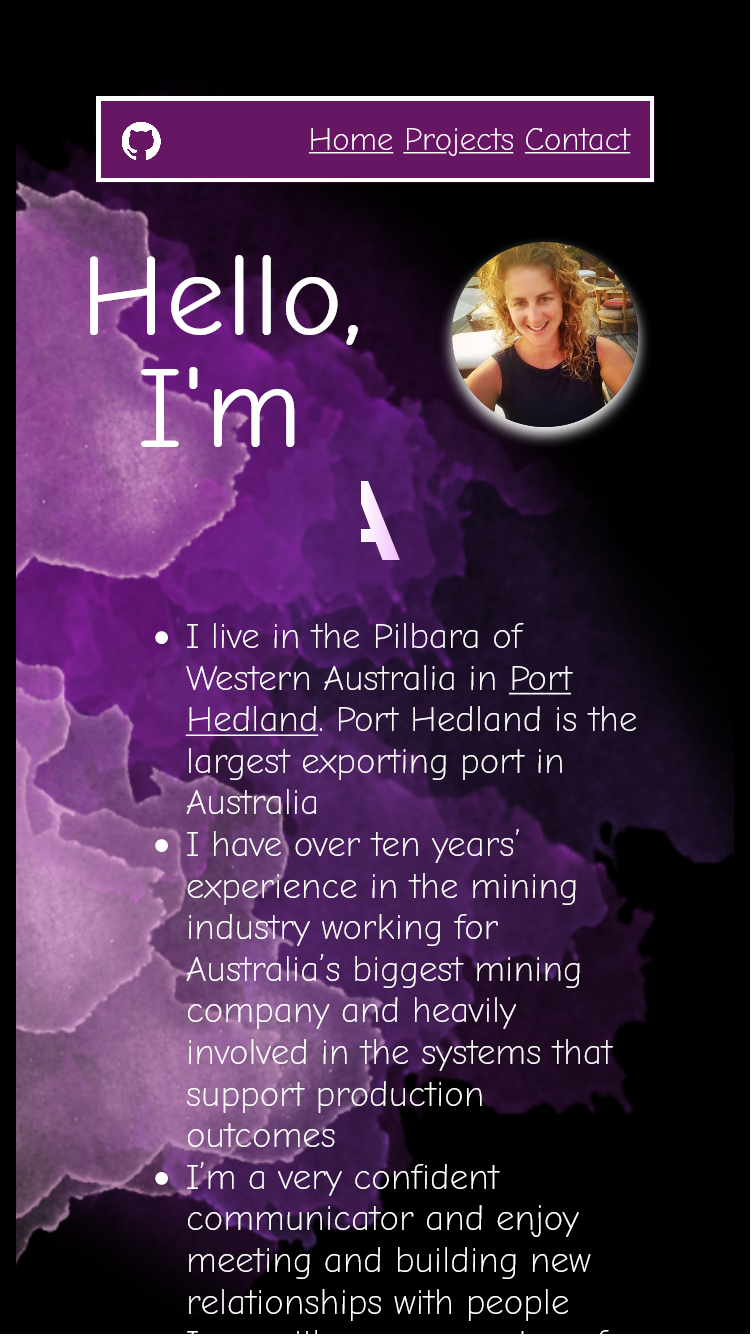 Home Projects Contact
Hello,
I'm
A
• I live in the Pilbara of
Western Australia in Port
Hedland. Port Hedland is the
largest exporting port in
Australia
• I have over ten years’
experience in the mining
industry working for
Australia’s biggest mining
company and heavily
involved in the systems that
support production
outcomes
• I’m a very confident
communicator and enjoy
meeting and building new
relationships with people